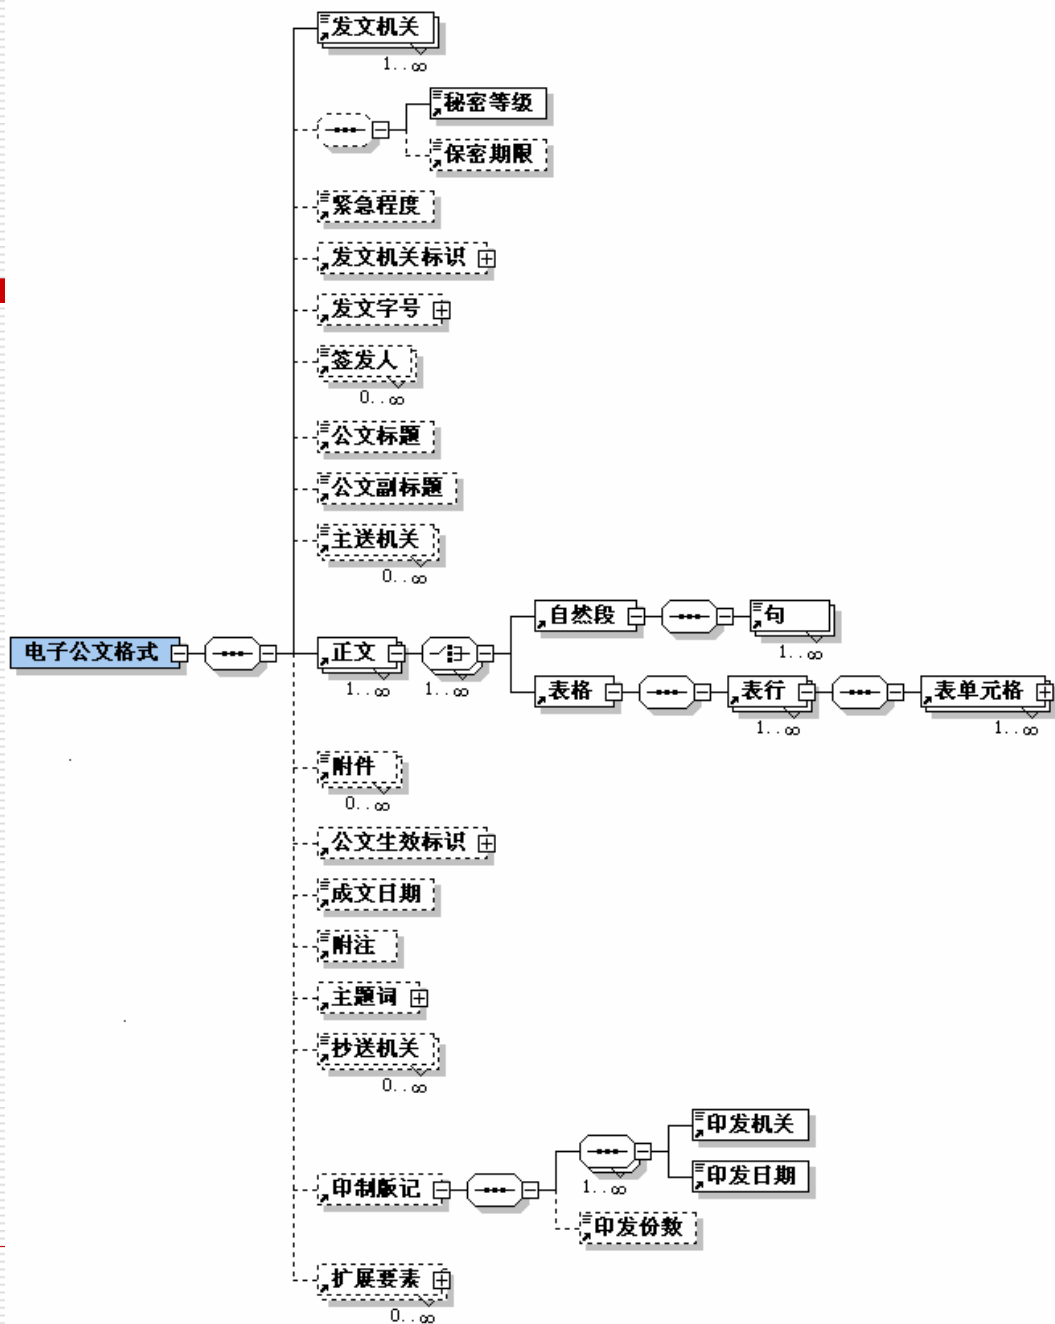 发文机关
1..∞
秘密等级
保密期限
紧急程度
发文机关标识
发文字号
签发人
0..∞
公文标题
公文副标题
主送机关
0..∞
电子公文格式
正文
1..∞
1..∞
自然段
句
1..∞
表格
表行
1..∞
表单元格
1..∞
附件
0..∞
公文生效标识
成文日期
附注
主题词
抄送机关
0..∞
印制版记
1..∞
印发机关
印发日期
印发份数
扩展要素
0..∞